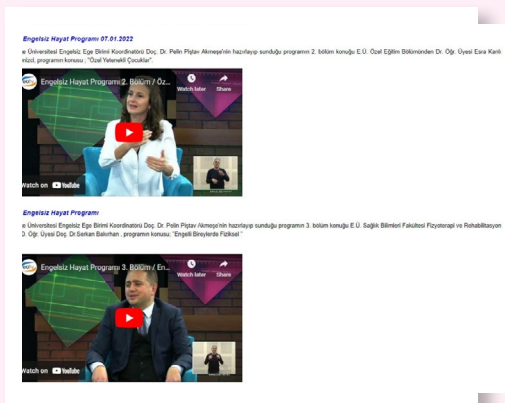 Engelsiz Hayat Programı 07.01.2022
e Üniversitesi Engelsiz Ege Birimi Koordinatörü Doç. Dr. Pelin Piştav Akmeşe'nin hazırlayıp sunduğu programın 2. bölüm konuğu E.Ü. Özel Eğitim Bölümünden Dr. Öğr. Üyesi Esra Kanlı
mizd, programın konusu , "Özel Yetenekli Çocuklar".
Engelsiz Hayat Programı 2. Bölüm / Öz...
Watch later
Share
Watch on YouTube
Engelsiz Hayat Programı
e Üniversitesi Engelsiz Ege Birimi Koordinatörü Doç. Dr. Pelin Piştav Akmeşe'nin hazırlayıp sunduğu programın 3. bölüm konuğu E.Ü. Sağlık Bilimleri Fakültesi Fizyoterapi ve Rehabilitasyon
Öğr. Üyesi Doç. Dr.Serkan Bakırhan , programın konusu: "Engelli Bireylerde Fiziksel "
Engelsiz Hayat Programı 3. Bölüm / En...
Watch later
Share
Watch on YouTube